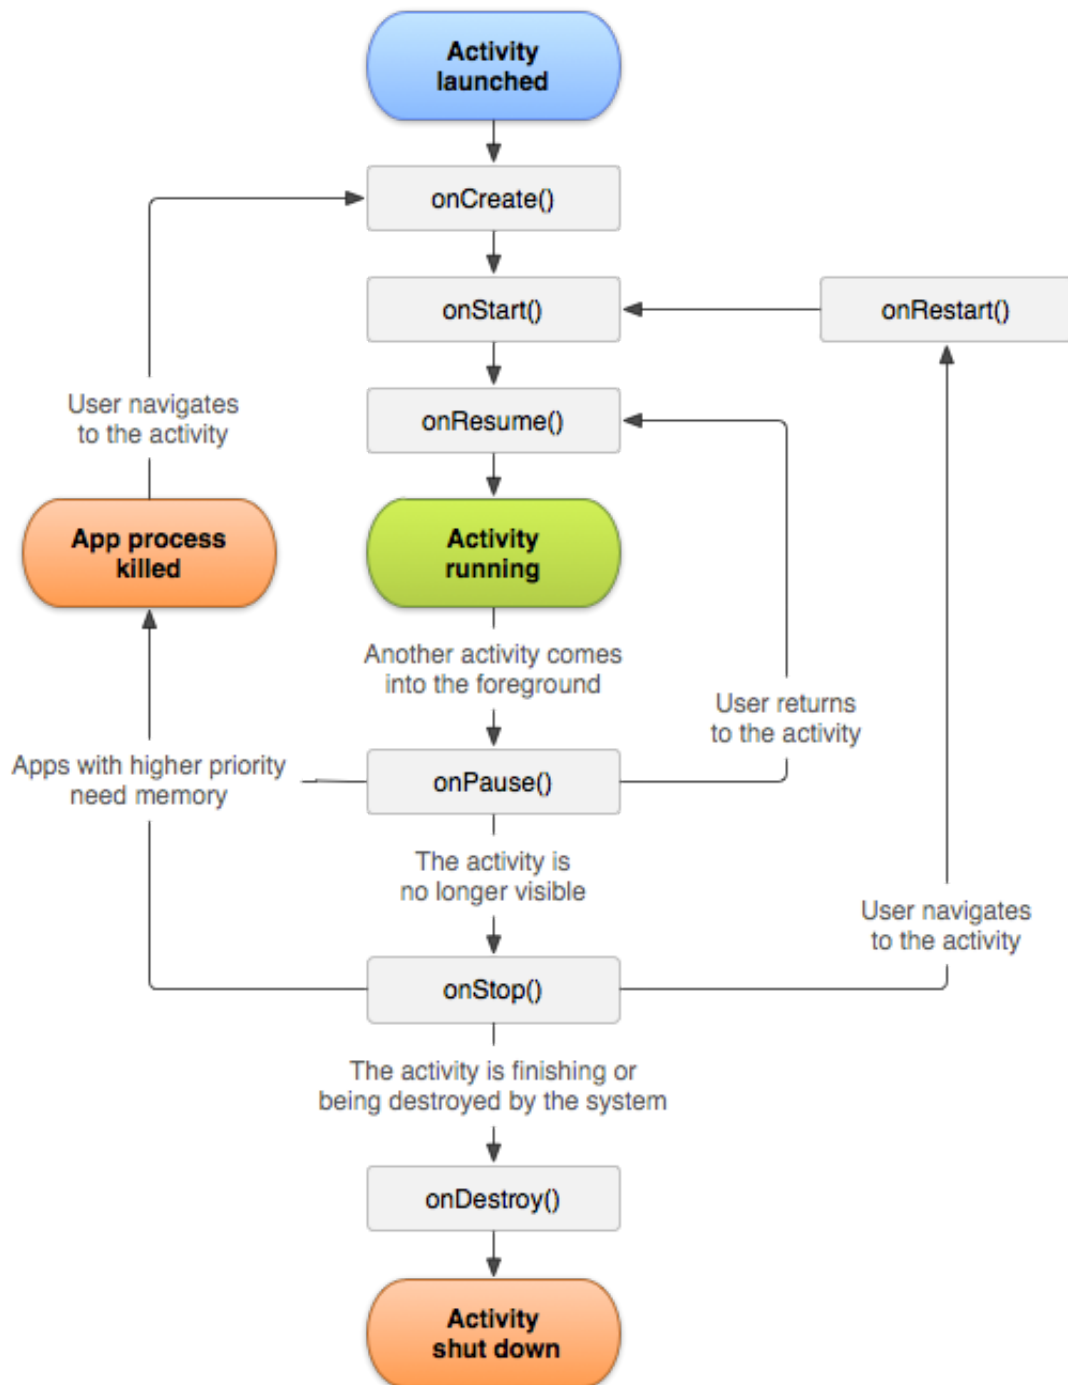 Activity
launched
onCreate()
onStart()
onRestart()
onResume()
User navigates
to the activity
App process
killed
Activity
running
Another activity comes
into the foreground
User returns
to the activity
Apps with higher priority
need memory
onPause()
The activity is
no longer visible
User navigates
to the activity
onStop()
The activity is finishing or
being destroyed by the system
onDestroy()
Activity
shut down